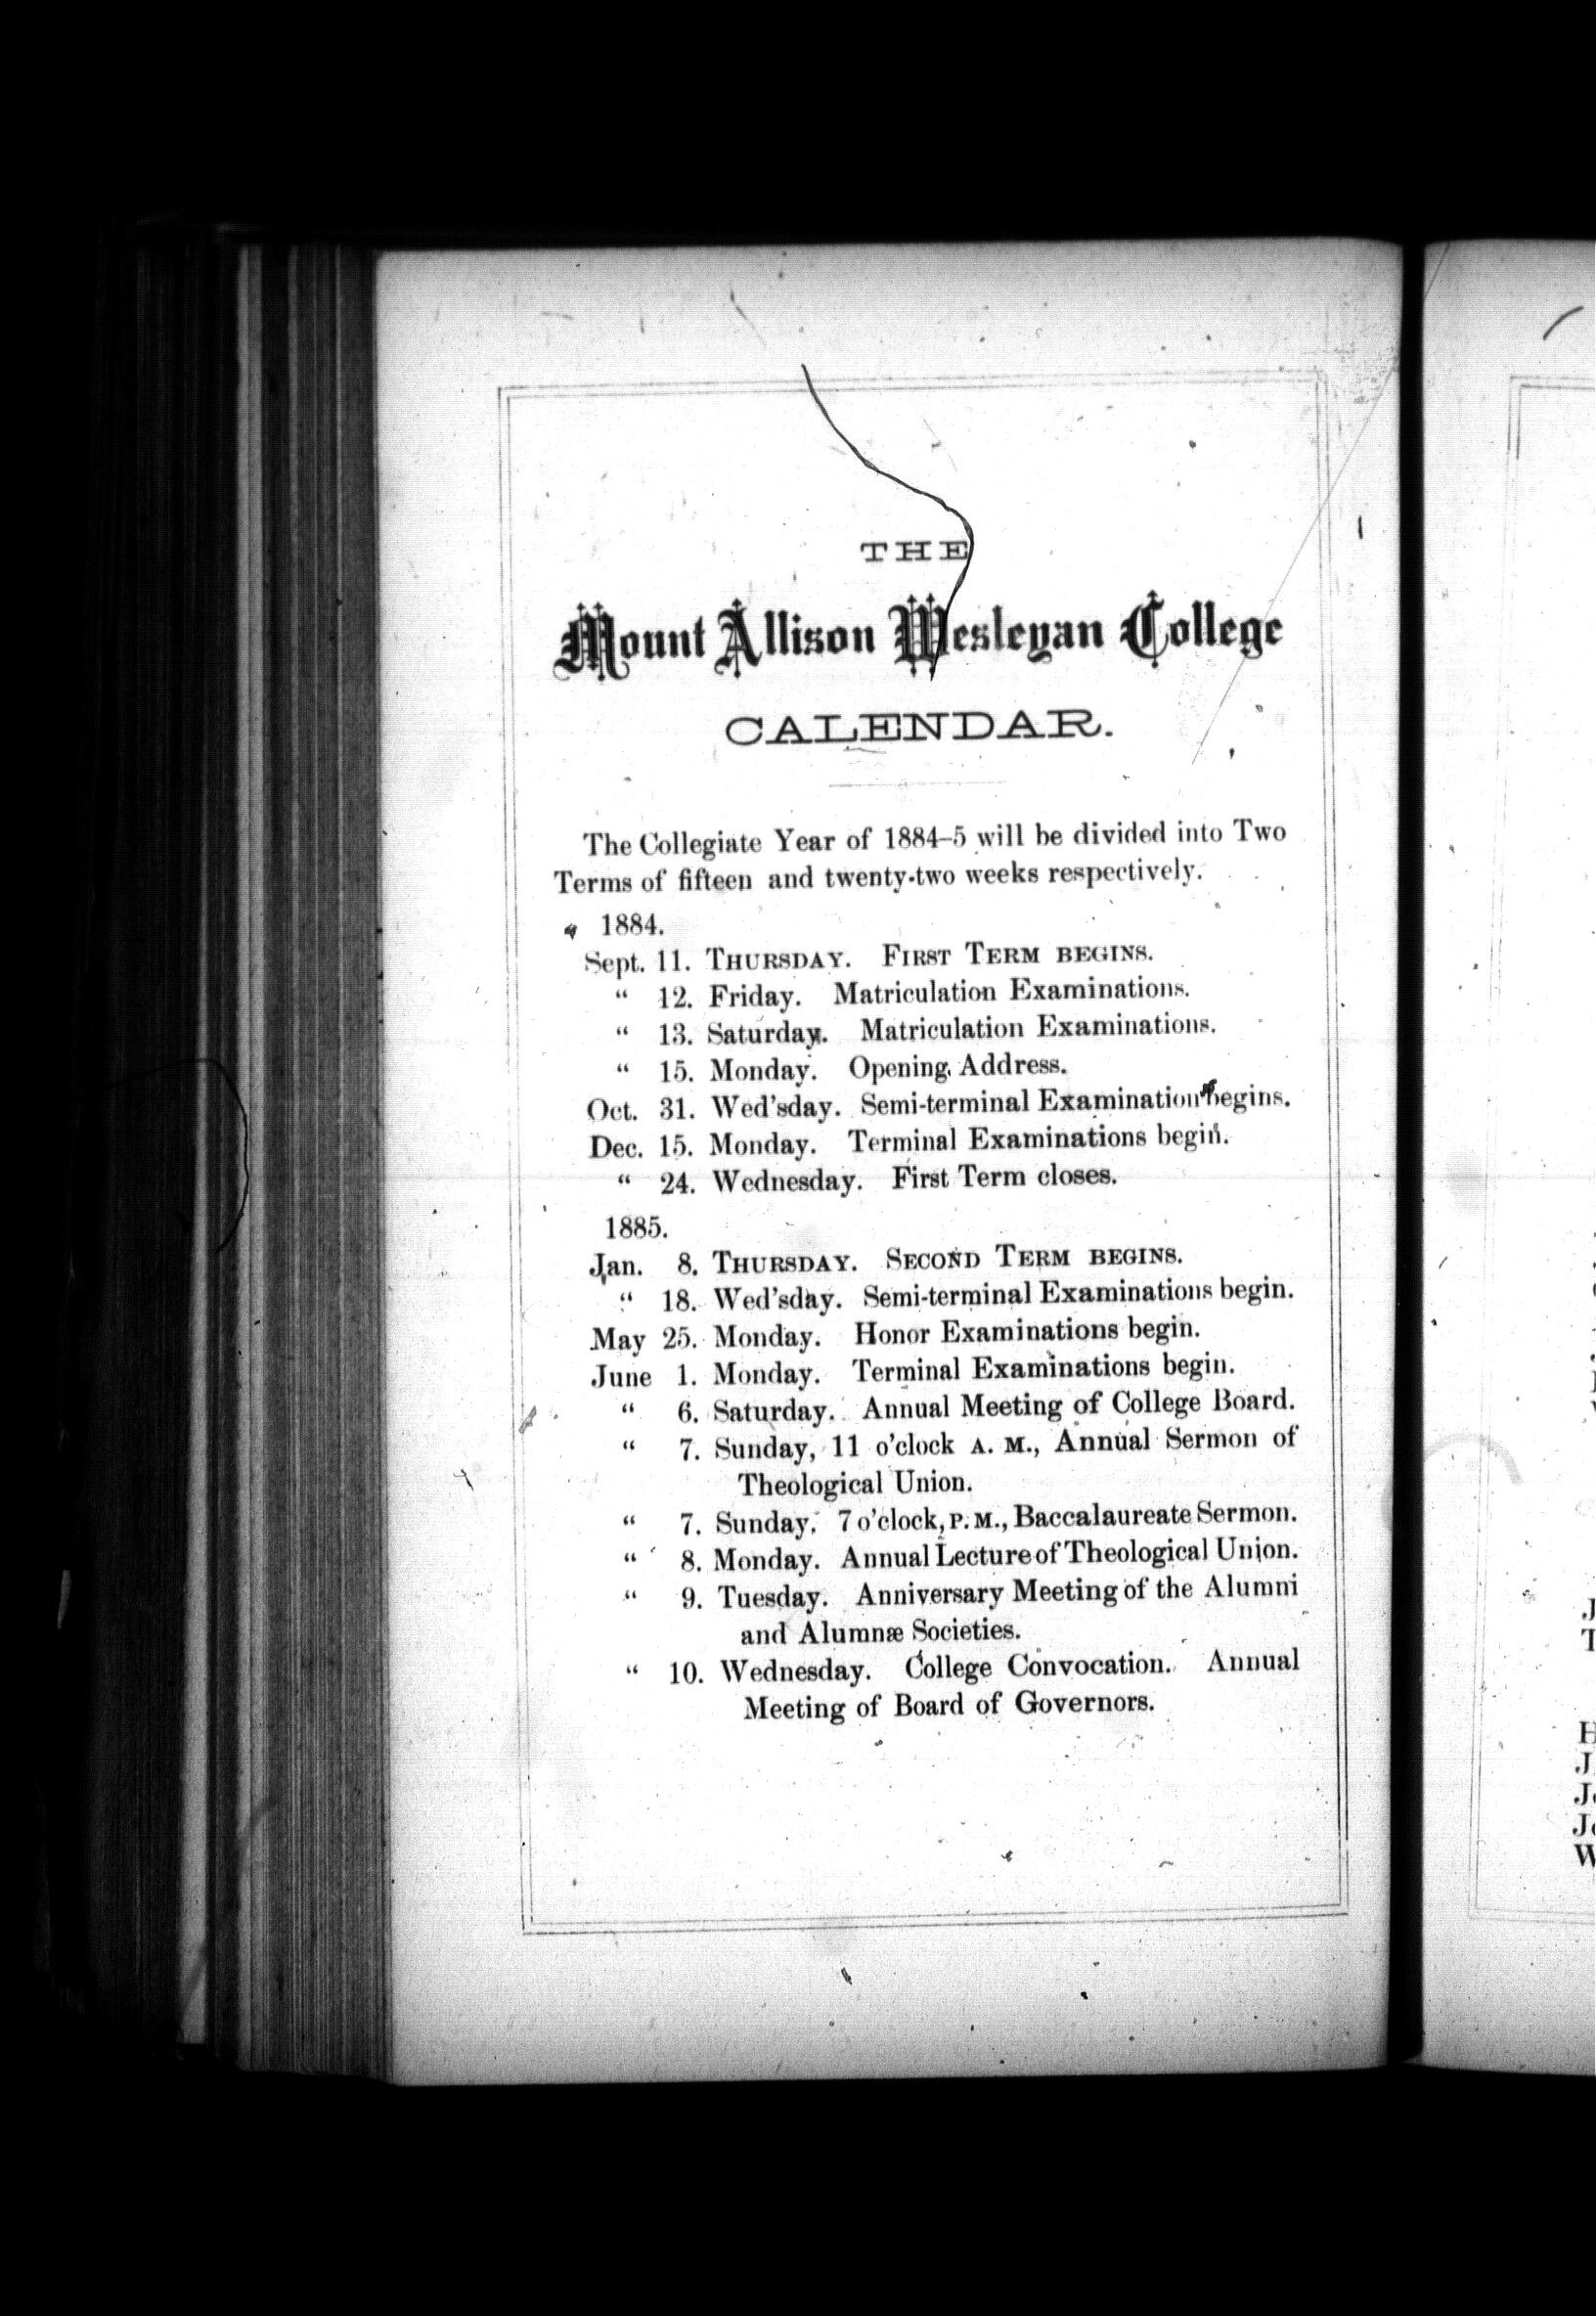 THE
Mount Allison Wesleyan College
CALENDAR.
The Collegiate Year of 1884–5 will be divided into Two
Terms of fifteen and twenty-two weeks respectively.
1884.
Sept. 11. THURSDAY. FIRST TERM BEGINS.
“ 12. Friday. Matriculation Examinations.
“ 13. Saturday. Matriculation Examinations.
“ 15. Monday. Opening Address.
Oct. 31. Wed'sday. Semi-terminal Examination begins.
Dec. 15. Monday. Terminal Examinations begin.
“ 24. Wednesday. First Term closes.
1885.
Jan. 8. THURSDAY. SECOND TERM BEGINS.
“ 18. Wed'sday. Semi-terminal Examinations begin.
May 25. Monday. Honor Examinations begin.
June 1. Monday. Terminal Examinations begin.
“ 6. Saturday. Annual Meeting of College Board.
“ 7. Sunday, 11 o'clock A. M., Annual Sermon of
Theological Union.
“ 7. Sunday, 7 o'clock, P. M., Baccalaureate Sermon.
“ 8. Monday. Annual Lecture of Theological Union.
“ 9. Tuesday. Anniversary Meeting of the Alumni
and Alumnæ Societies.
“ 10. Wednesday. College Convocation. Annual
Meeting of Board of Governors.